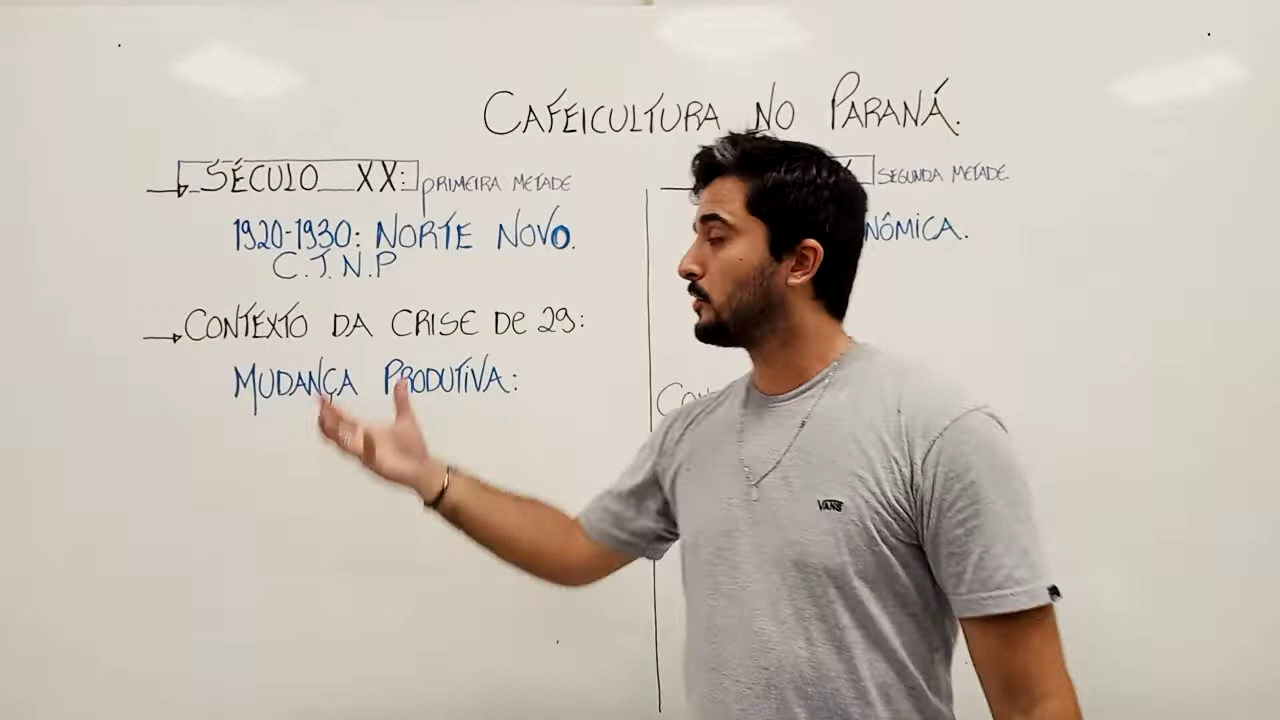 CAFEICULTURA NO PARANÁ.
SÉCULO XX: PRIMEIRA METADE
1920-1930: NORTE NOVO.
C.T.N.P
CONTEXTO DA CRISE DE 29:
MUDANÇA PRODUTIVA:
SEGUNDA METADE
NÔMICA.
VANS